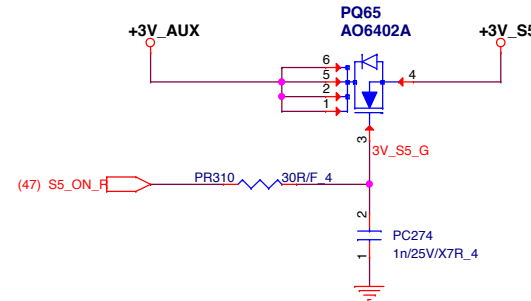 PQ65
+3V_AUX
AO6402A
+3V_S5
6
5
2
1
4
3
3V_S5_G
(47) S5_ON_R
PR310
30R/F_4
2
PC274
1
1n/25V/X7R_4